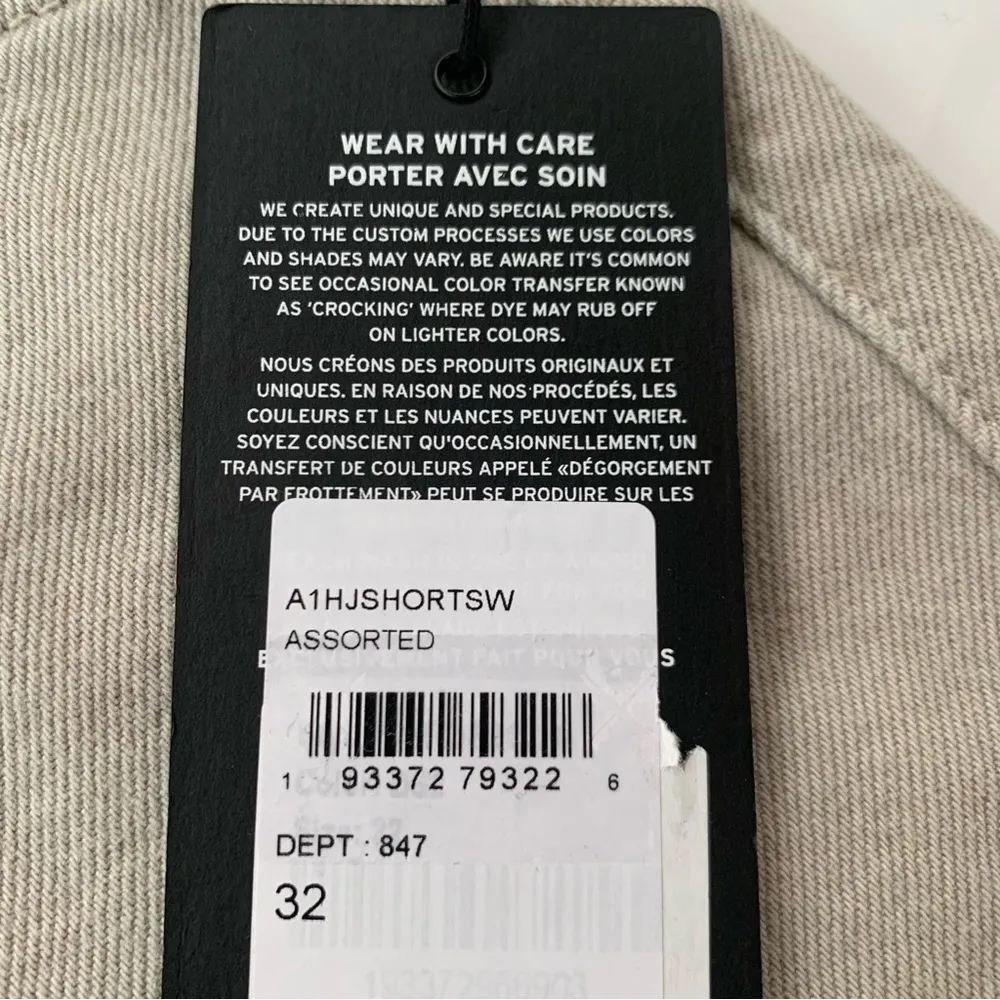 WEAR WITH CARE
PORTER AVEC SOIN
WE CREATE UNIQUE AND SPECIAL PRODUCTS.
DUE TO THE CUSTOM PROCESSES WE USE COLORS
AND SHADES MAY VARY. BE AWARE IT'S COMMON
TO SEE OCCASIONAL COLOR TRANSFER KNOWN
AS 'CROCKING' WHERE DYE MAY RUB OFF
ON LIGHTER COLORS.
NOUS CRÉONS DES PRODUITS ORIGINAUX ET
UNIQUES. EN RAISON DE NOS PROCÉDÉS, LES
COULEURS ET LES NUANCES PEUVENT VARIER.
SOYEZ CONSCIENT QU'OCCASIONNELLEMENT, UN
TRANSFERT DE COULEURS APPELÉ «DÉGORGEMENT
PAR FROTTEMENT» PEUT SE PRODUIRE SUR LES
A1HJSHORTSW
ASSORTED
EXCLUSIVEMENT FAIT POUR VOUS
1 93372 79322 6
DEPT : 847
32